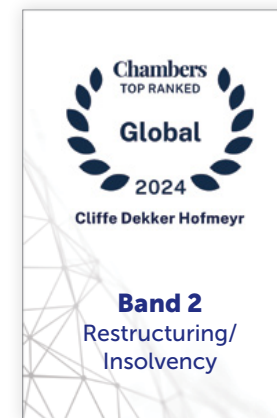 Chambers
TOP RANKED
Global
2024
Cliffe Dekker Hofmeyr
Band 2
Restructuring/
Insolvency